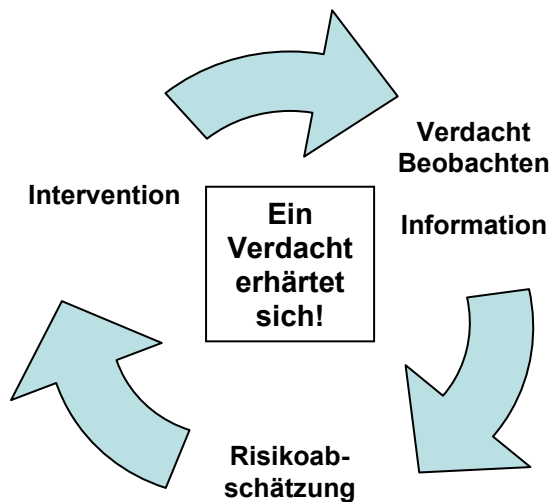 Verdacht
Beobachten
Information
Intervention
Ein
Verdacht
erhärtet
sich!
Risikoab-
schätzung